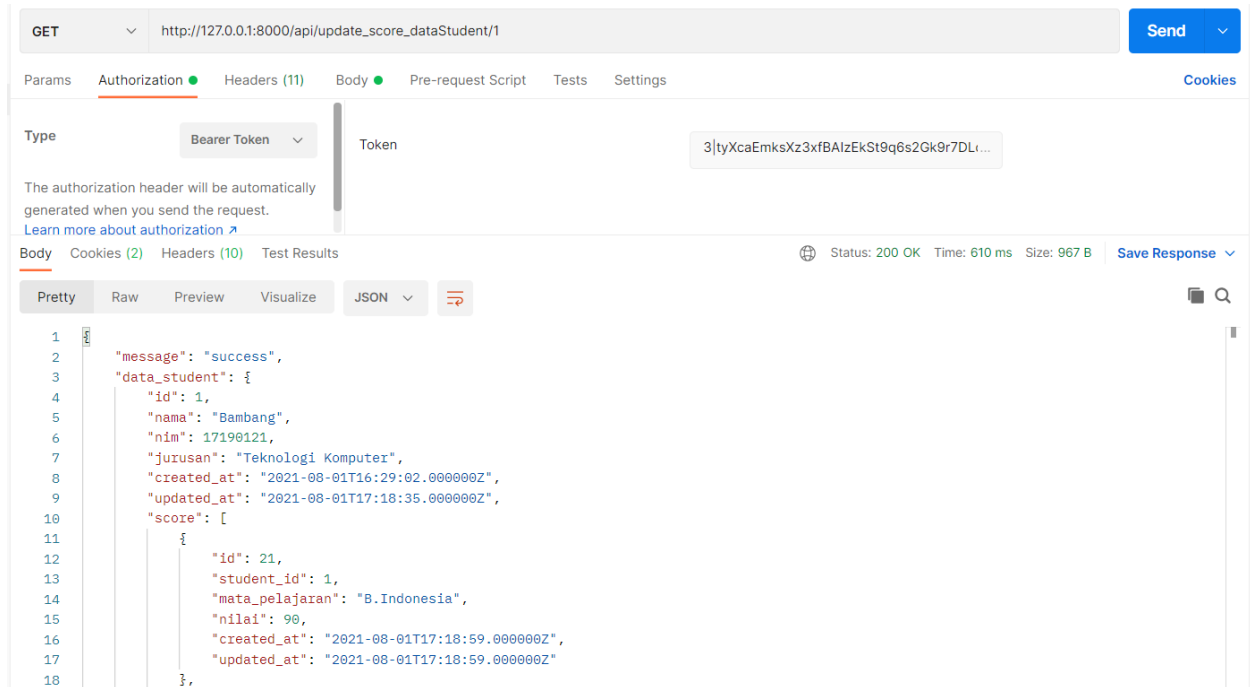 GET http://127.0.0.1:8000/api/update_score_dataStudent/1 Send
Params Authorization Headers (11) Body Pre-request Script Tests Settings Cookies
Type Bearer Token Token 3|tyXcaEmksXz3xfBAIzEkSt9q6s2Gk9r7DL...
The authorization header will be automatically
generated when you send the request.
Learn more about authorization ↗
Body Cookies (2) Headers (10) Test Results Status: 200 OK Time: 610 ms Size: 967 B Save Response
Pretty Raw Preview Visualize JSON
1 {
2 "message": "success",
3 "data_student": {
4 "id": 1,
5 "nama": "Bambang",
6 "nim": 17190121,
7 "jurusan": "Teknologi Komputer",
8 "created_at": "2021-08-01T16:29:02.000000Z",
9 "updated_at": "2021-08-01T17:18:35.000000Z",
10 "score": [
11 {
12 "id": 21,
13 "student_id": 1,
14 "mata_pelajaran": "B.Indonesia",
15 "nilai": 90,
16 "created_at": "2021-08-01T17:18:59.000000Z",
17 "updated_at": "2021-08-01T17:18:59.000000Z"
18 },